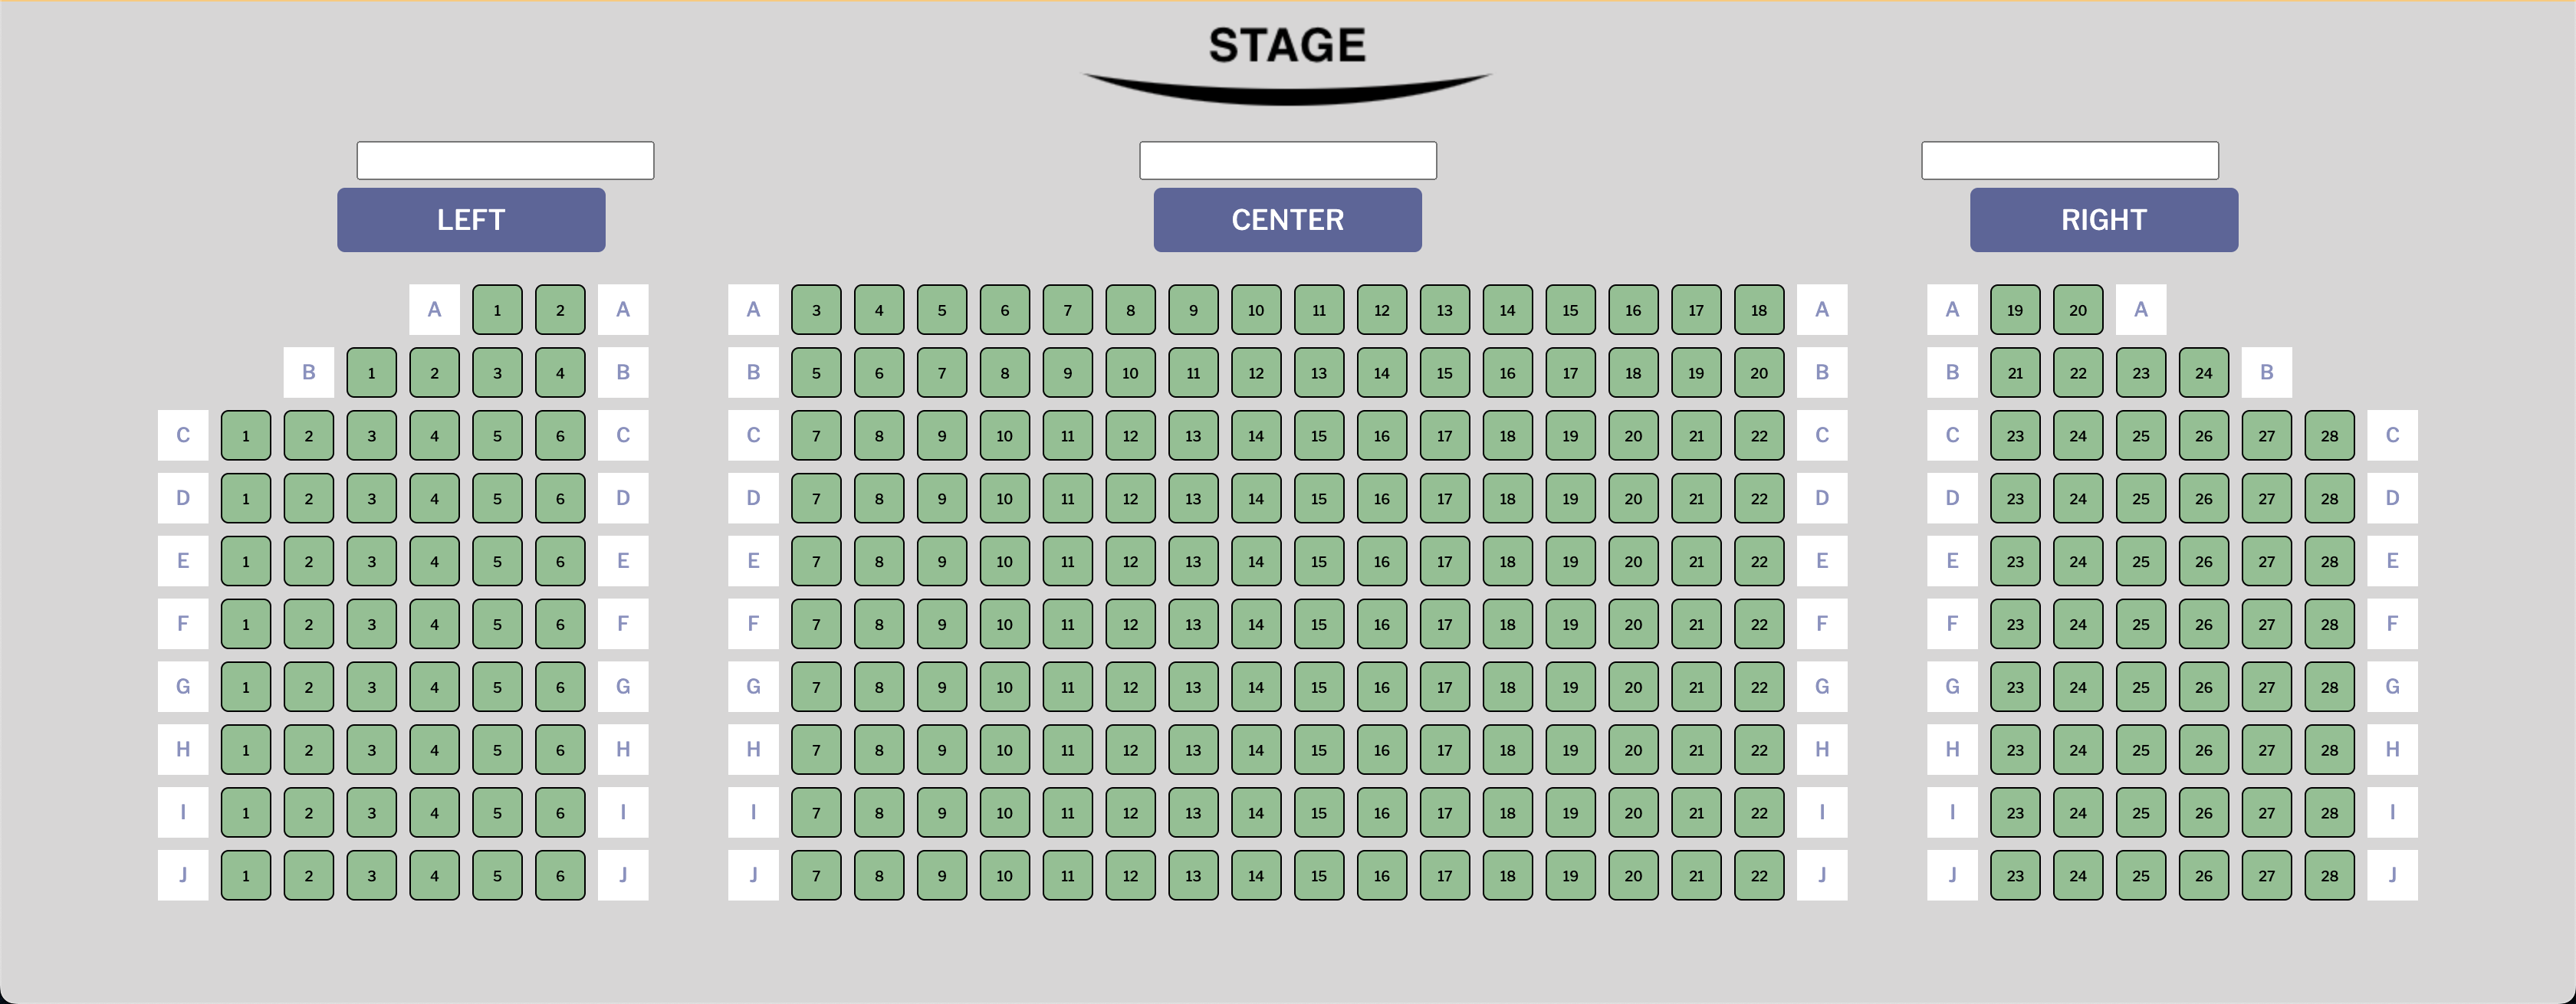 STAGE
LEFT CENTER RIGHT
A 1 2 A A 3 4 5 6 7 8 9 10 11 12 13 14 15 16 17 18 A A 19 20 A
B 1 2 3 4 B B 5 6 7 8 9 10 11 12 13 14 15 16 17 18 19 20 B B 21 22 23 24 B
C 1 2 3 4 5 6 C C 7 8 9 10 11 12 13 14 15 16 17 18 19 20 21 22 C C 23 24 25 26 27 28 C
D 1 2 3 4 5 6 D D 7 8 9 10 11 12 13 14 15 16 17 18 19 20 21 22 D D 23 24 25 26 27 28 D
E 1 2 3 4 5 6 E E 7 8 9 10 11 12 13 14 15 16 17 18 19 20 21 22 E E 23 24 25 26 27 28 E
F 1 2 3 4 5 6 F F 7 8 9 10 11 12 13 14 15 16 17 18 19 20 21 22 F F 23 24 25 26 27 28 F
G 1 2 3 4 5 6 G G 7 8 9 10 11 12 13 14 15 16 17 18 19 20 21 22 G G 23 24 25 26 27 28 G
H 1 2 3 4 5 6 H H 7 8 9 10 11 12 13 14 15 16 17 18 19 20 21 22 H H 23 24 25 26 27 28 H
I 1 2 3 4 5 6 I I 7 8 9 10 11 12 13 14 15 16 17 18 19 20 21 22 I I 23 24 25 26 27 28 I
J 1 2 3 4 5 6 J J 7 8 9 10 11 12 13 14 15 16 17 18 19 20 21 22 J J 23 24 25 26 27 28 J